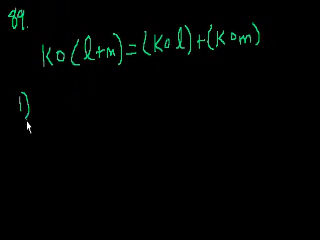 89.
k o (l+m) = (k o l) + (k o m)
1)